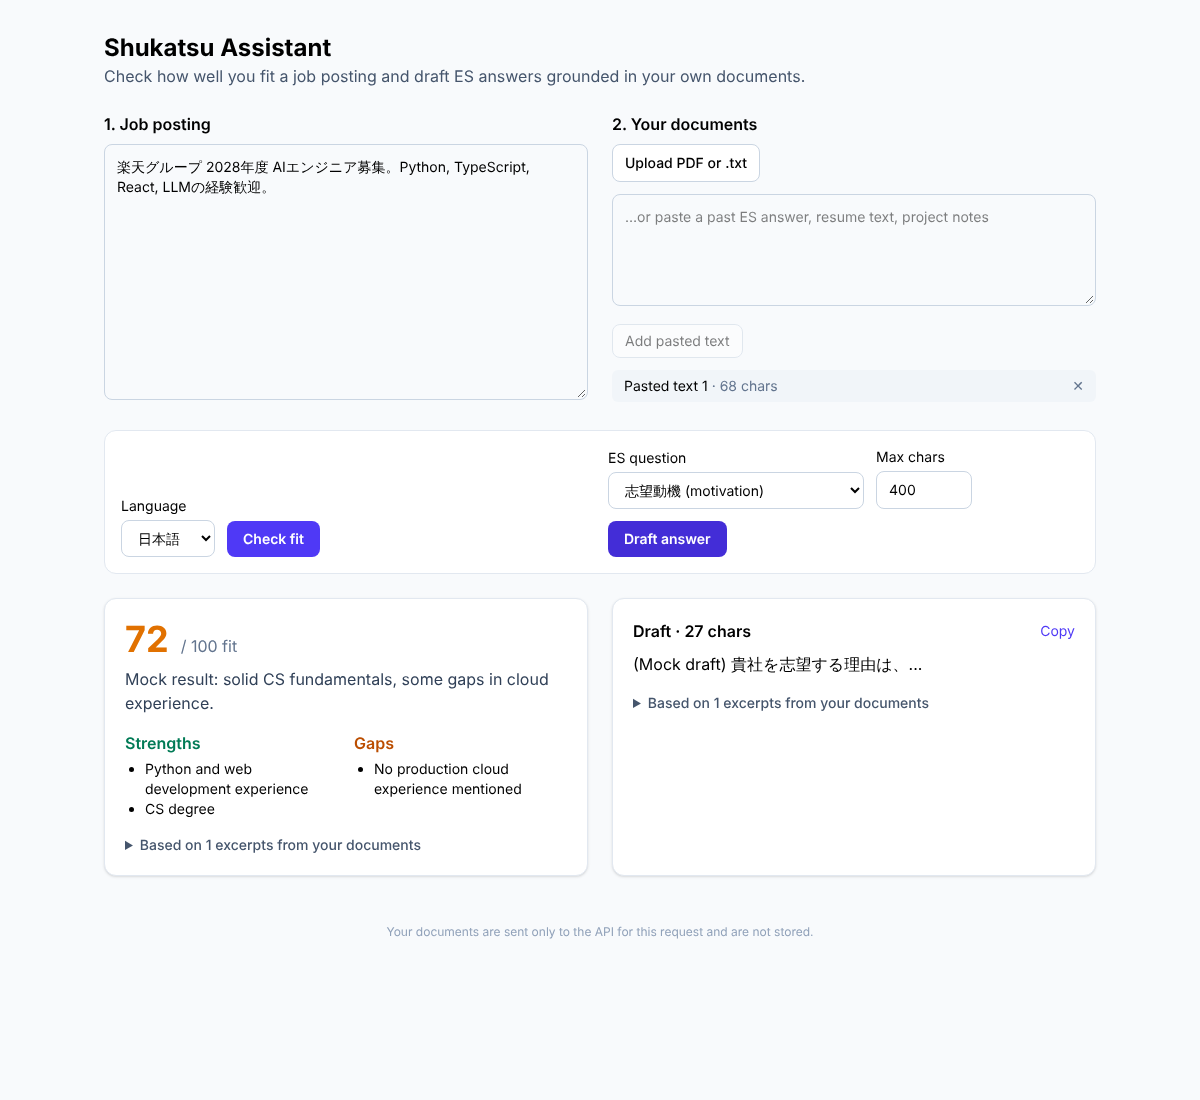 Shukatsu Assistant
Check how well you fit a job posting and draft ES answers grounded in your own documents.
1. Job posting
楽天グループ 2028年度 AIエンジニア募集。Python, TypeScript,
React, LLMの経験歓迎。
2. Your documents
Upload PDF or .txt
...or paste a past ES answer, resume text, project notes
Add pasted text
Pasted text 1 · 68 chars ✕
Language
日本語
Check fit
ES question
志望動機 (motivation)
Max chars
400
Draft answer
72 / 100 fit
Mock result: solid CS fundamentals, some gaps in cloud
experience.
Strengths
• Python and web
development experience
• CS degree
Gaps
• No production cloud
experience mentioned
▶ Based on 1 excerpts from your documents
Draft · 27 chars
Copy
(Mock draft) 貴社を志望する理由は、...
▶ Based on 1 excerpts from your documents
Your documents are sent only to the API for this request and are not stored.